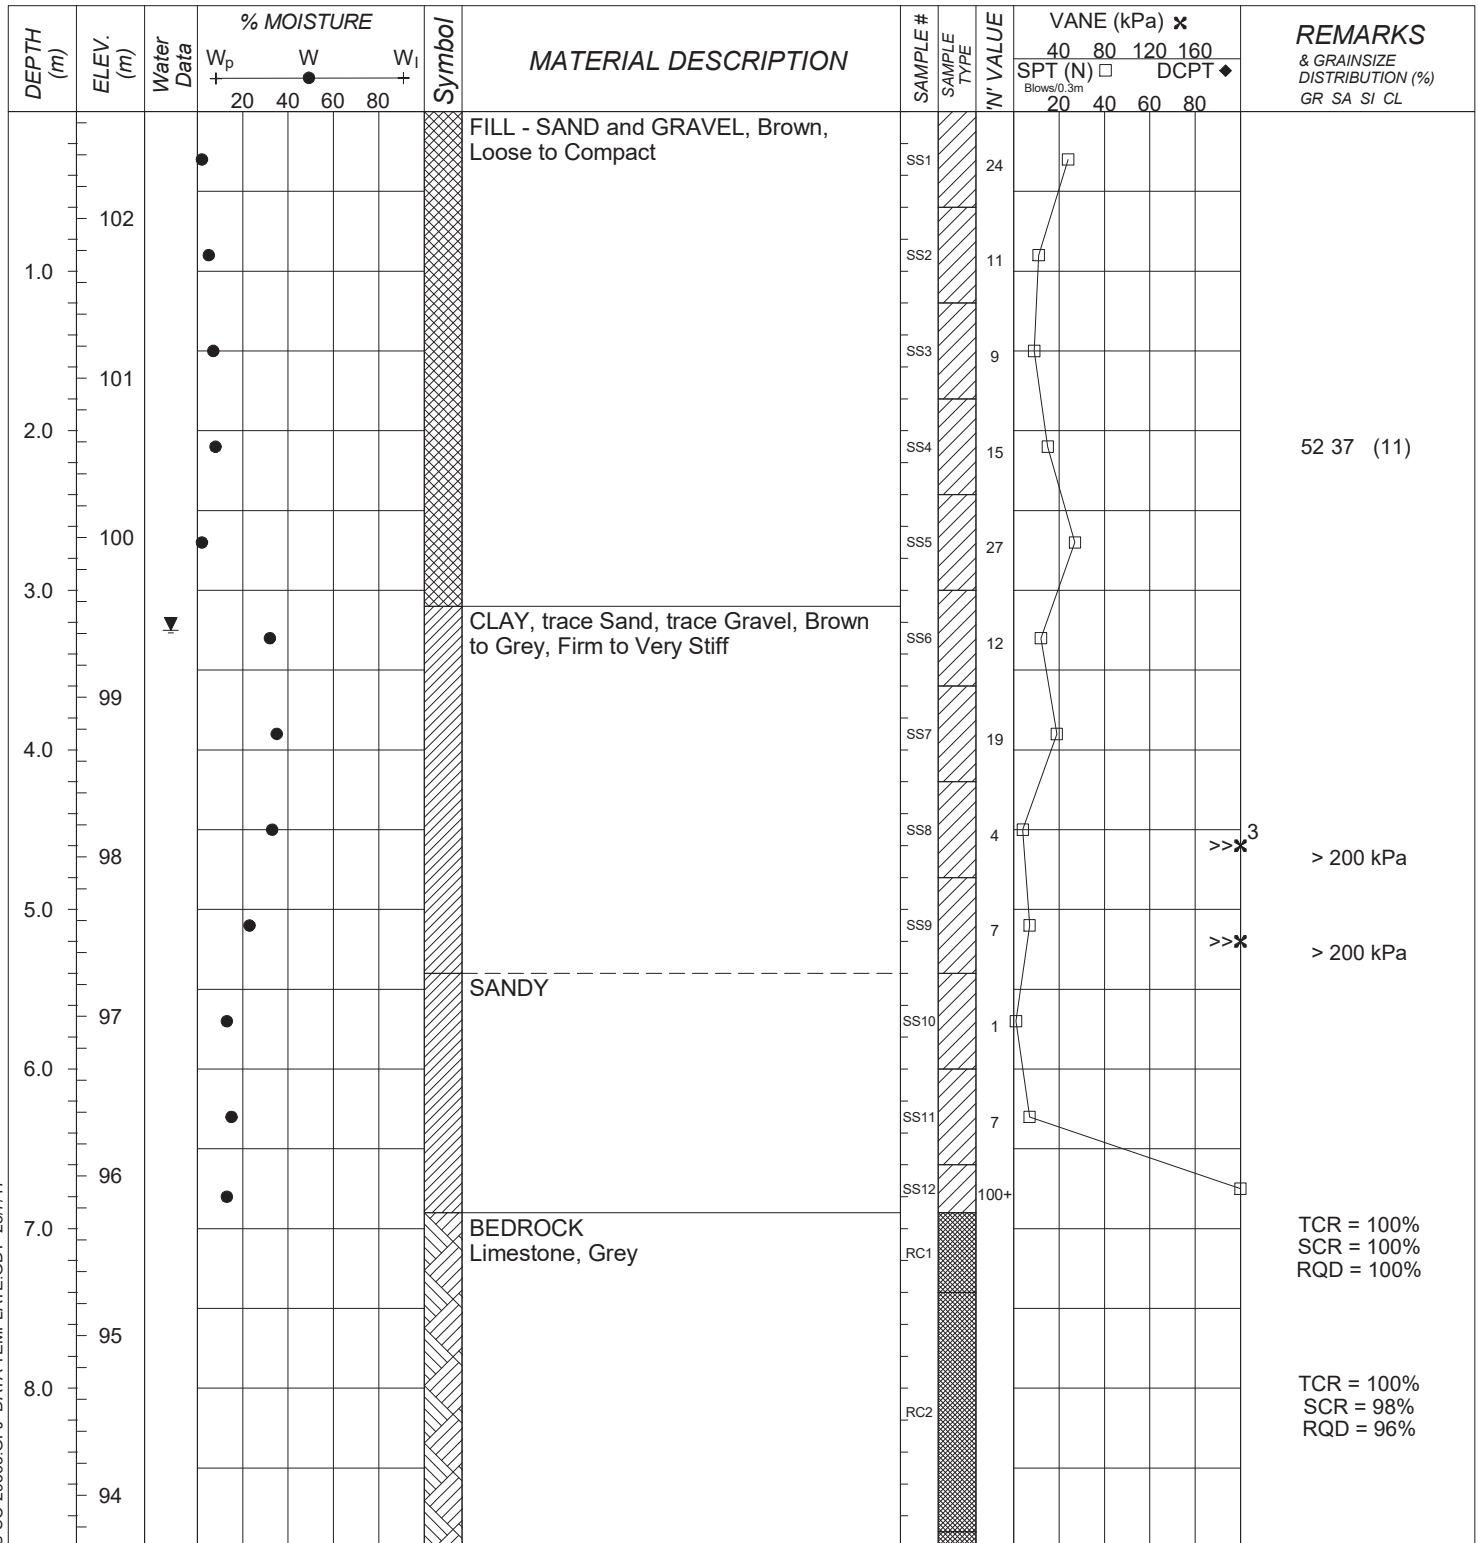 DEPTH (m)
ELEV. (m)
Water Data
% MOISTURE
Wp W Wl
20 40 60 80
Symbol
MATERIAL DESCRIPTION
SAMPLE #
SAMPLE TYPE
'N' VALUE
VANE (kPa)
40 80 120 160
SPT (N) DCPT
Blows/0.3m
20 40 60 80
REMARKS
& GRAINSIZE
DISTRIBUTION (%)
GR SA SI CL
FILL - SAND and GRAVEL, Brown,
Loose to Compact
SS1 24
102
SS2 11
1.0
SS3 9
101
2.0
SS4 15 52 37 (11)
100
SS5 27
3.0
CLAY, trace Sand, trace Gravel, Brown
to Grey, Firm to Very Stiff
SS6 12
99
SS7 19
4.0
SS8 4 3
98 >> > 200 kPa
5.0
SS9 7
>> > 200 kPa
SANDY
97
SS10 1
6.0
SS11 7
96
SS12 100+
7.0
BEDROCK
Limestone, Grey
RC1
TCR = 100%
SCR = 100%
RQD = 100%
95
8.0
RC2
TCR = 100%
SCR = 98%
RQD = 96%
94